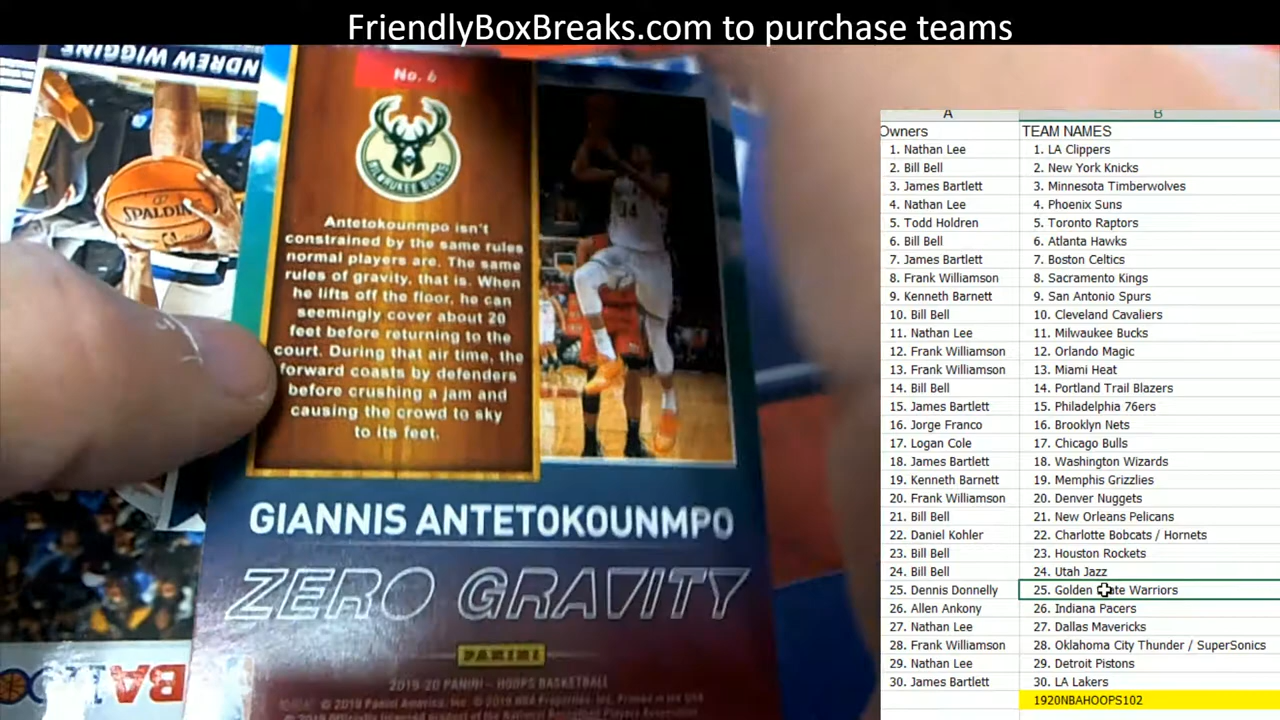 FriendlyBoxBreaks.com to purchase teams
NDREW WIGGINS
No. 6
MILWAUKEE BUCKS
SPALDING
34
Antetokounmpo isn't
constrained by the same rules
normal players are. The same
rules of gravity, that is. When
he lifts off the floor, he can
seemingly cover about 20
feet before returning to the
court. During that air time, the
forward coasts by defenders
before crushing a jam and
causing the crowd to sky
to its feet.
GIANNIS ANTETOKOUNMPO
ZERO GRAVITY
PANINI
2019-20 PANINI – HOOPS BASKETBALL
A B
Owners TEAM NAMES
1. Nathan Lee 1. LA Clippers
2. Bill Bell 2. New York Knicks
3. James Bartlett 3. Minnesota Timberwolves
4. Nathan Lee 4. Phoenix Suns
5. Todd Holdren 5. Toronto Raptors
6. Bill Bell 6. Atlanta Hawks
7. James Bartlett 7. Boston Celtics
8. Frank Williamson 8. Sacramento Kings
9. Kenneth Barnett 9. San Antonio Spurs
10. Bill Bell 10. Cleveland Cavaliers
11. Nathan Lee 11. Milwaukee Bucks
12. Frank Williamson 12. Orlando Magic
13. Frank Williamson 13. Miami Heat
14. Bill Bell 14. Portland Trail Blazers
15. James Bartlett 15. Philadelphia 76ers
16. Jorge Franco 16. Brooklyn Nets
17. Logan Cole 17. Chicago Bulls
18. James Bartlett 18. Washington Wizards
19. Kenneth Barnett 19. Memphis Grizzlies
20. Frank Williamson 20. Denver Nuggets
21. Bill Bell 21. New Orleans Pelicans
22. Daniel Kohler 22. Charlotte Bobcats / Hornets
23. Bill Bell 23. Houston Rockets
24. Bill Bell 24. Utah Jazz
25. Dennis Donnelly 25. Golden State Warriors
26. Allen Ankony 26. Indiana Pacers
27. Nathan Lee 27. Dallas Mavericks
28. Frank Williamson 28. Oklahoma City Thunder / SuperSonics
29. Nathan Lee 29. Detroit Pistons
30. James Bartlett 30. LA Lakers
1920NBAHOOPS102